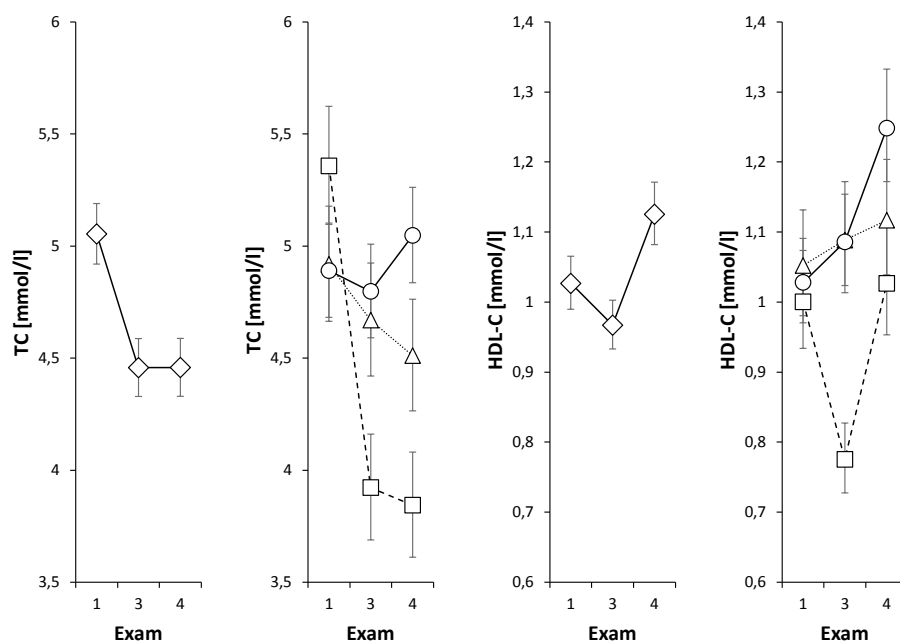 TC [mmol/l]
6
5,5
5
4,5
4
3,5
1 3 4
Exam
TC [mmol/l]
6
5,5
5
4,5
4
3,5
1 3 4
Exam
HDL-C [mmol/l]
1,4
1,3
1,2
1,1
1
0,9
0,8
0,7
0,6
1 3 4
Exam
HDL-C [mmol/l]
1,4
1,3
1,2
1,1
1
0,9
0,8
0,7
0,6
1 3 4
Exam